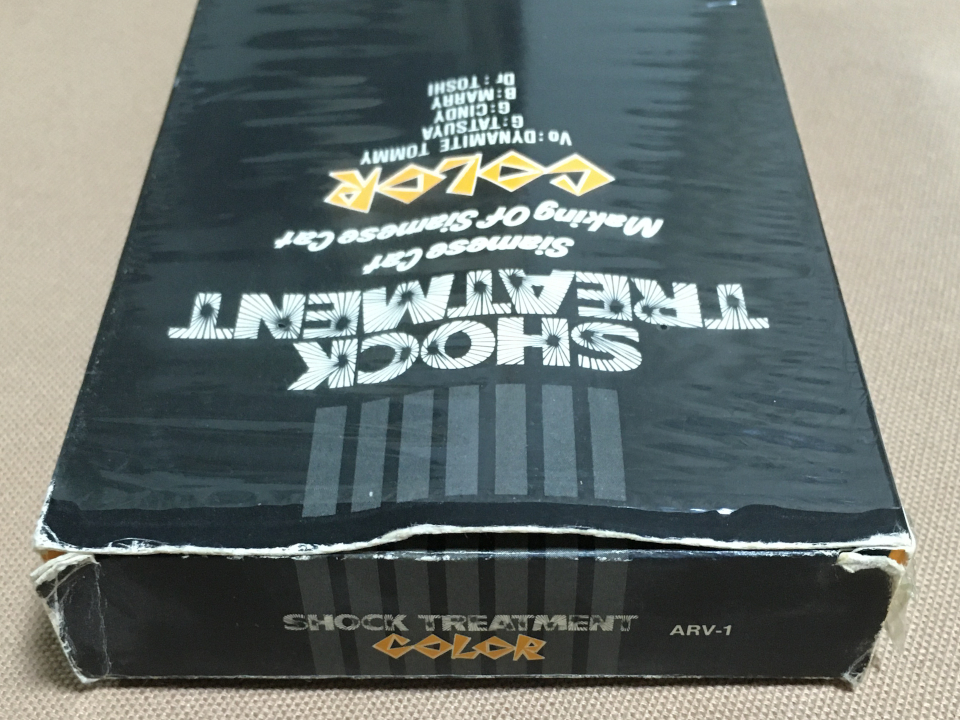 SHOCK
TREATMENT
Siamese Cat
Making Of Siamese Cat
COLOR
Vo:DYNAMITE TOMMY
G:TATSUYA
G:CINDY
B:MARRY
Dr:TOSHI
SHOCK TREATMENT
COLOR
ARV-1